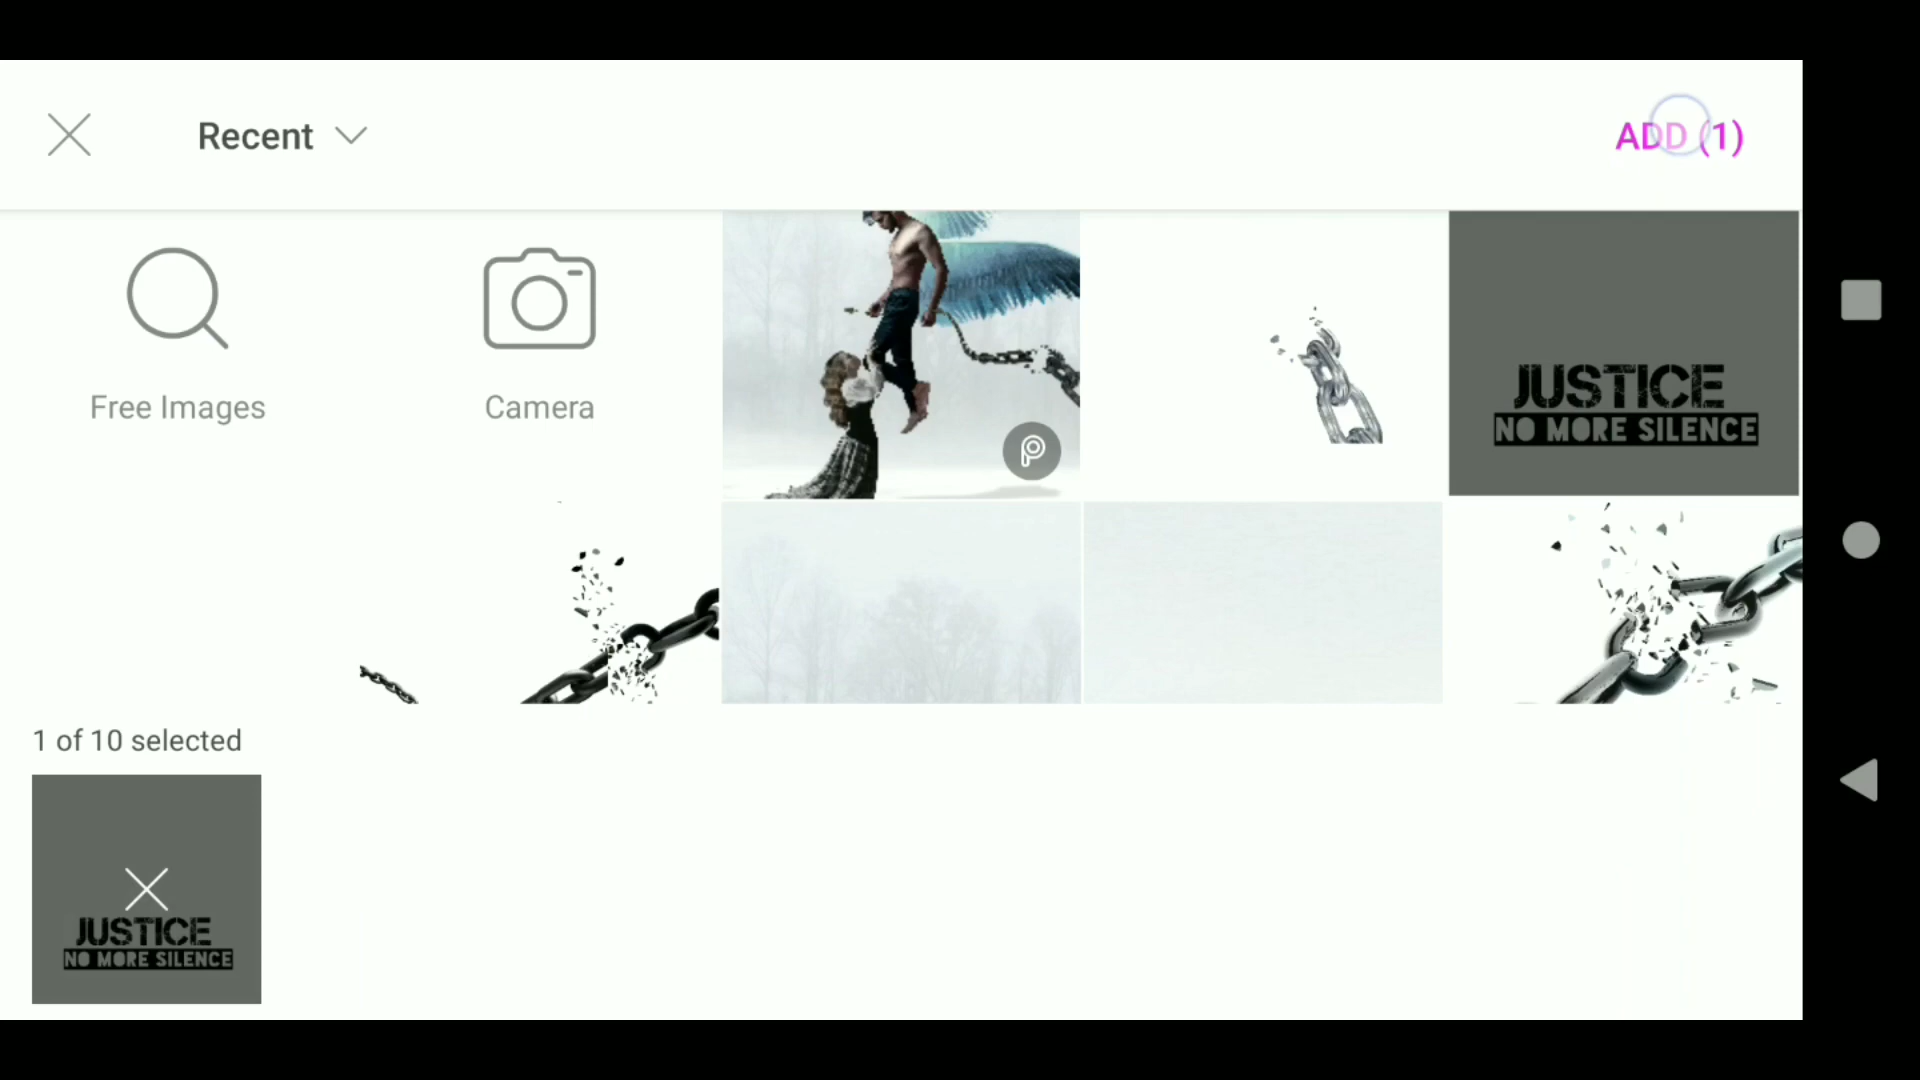 Recent
ADD (1)
Free Images
Camera
JUSTICE
NO MORE SILENCE
1 of 10 selected
JUSTICE
NO MORE SILENCE